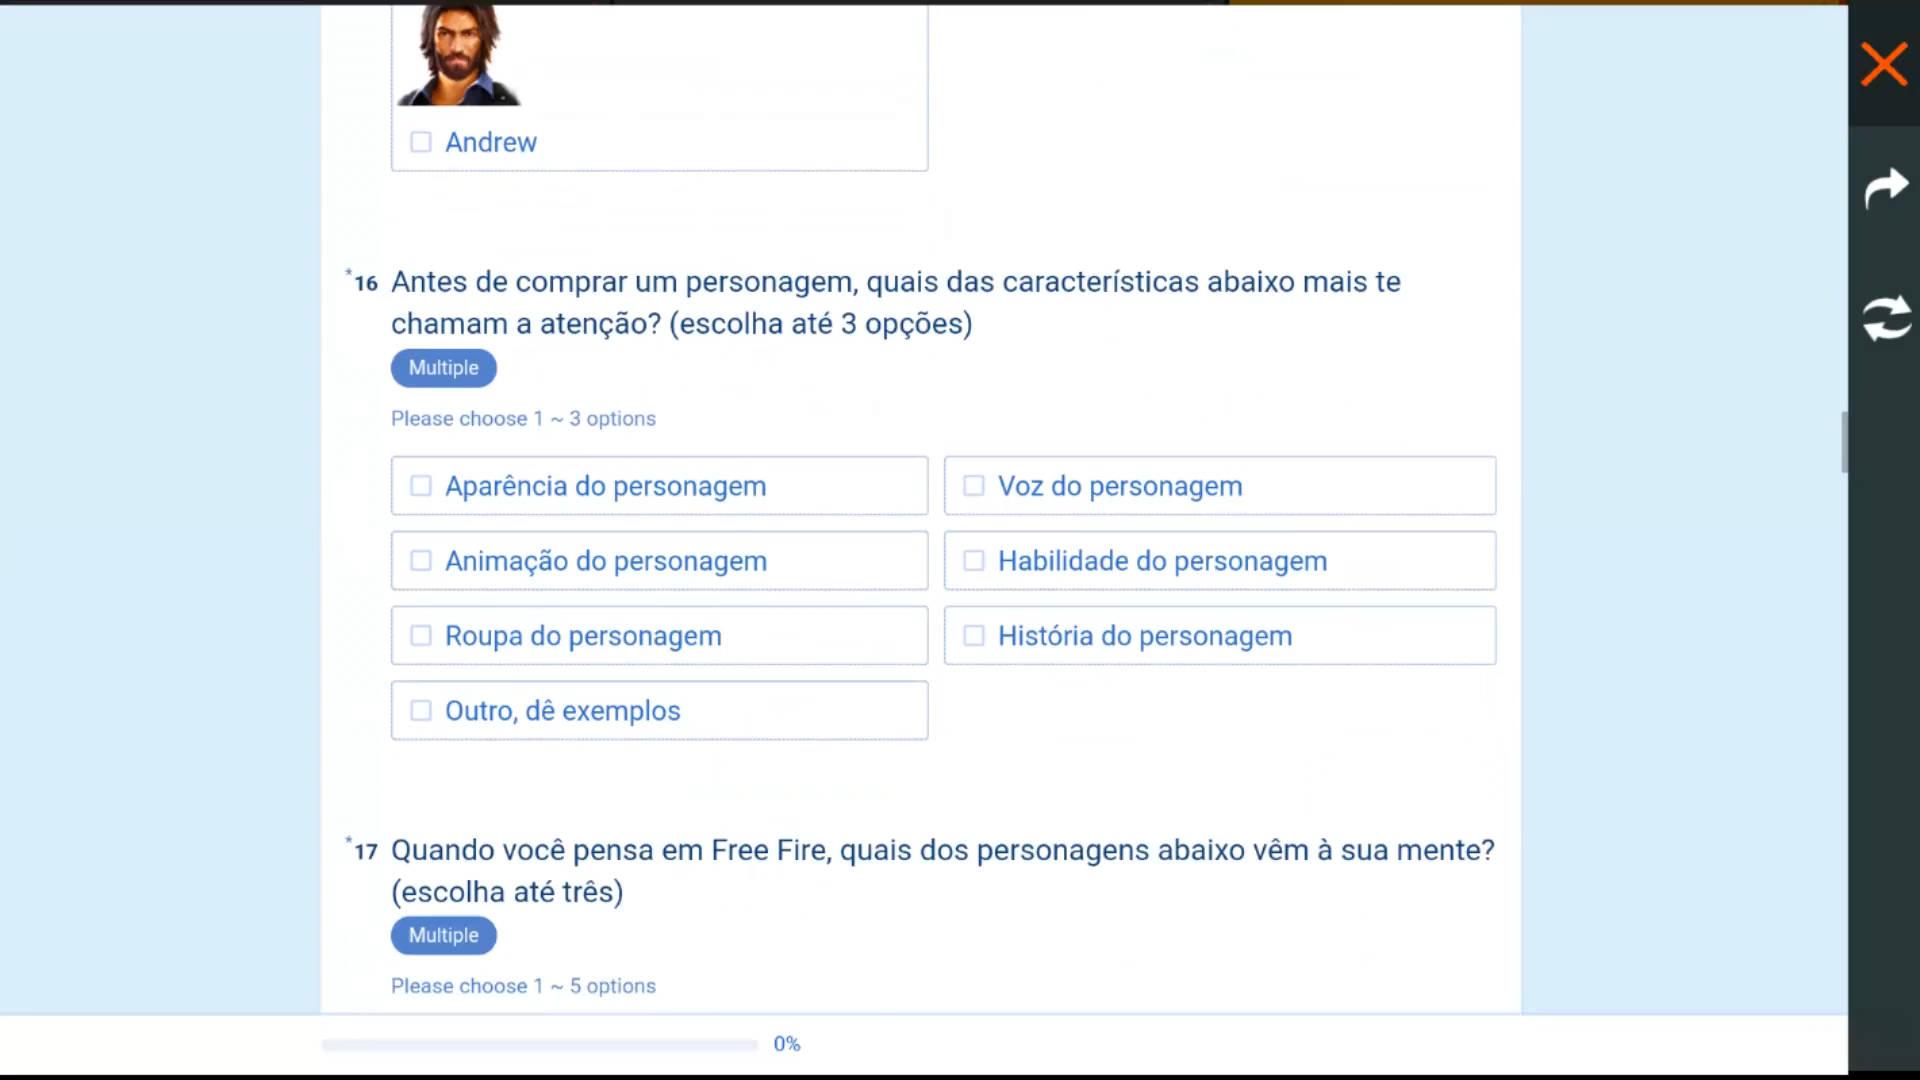 Andrew
*16 Antes de comprar um personagem, quais das características abaixo mais te
chamam a atenção? (escolha até 3 opções)
Multiple
Please choose 1 ~ 3 options
Aparência do personagem
Voz do personagem
Animação do personagem
Habilidade do personagem
Roupa do personagem
História do personagem
Outro, dê exemplos
*17 Quando você pensa em Free Fire, quais dos personagens abaixo vêm à sua mente?
(escolha até três)
Multiple
Please choose 1 ~ 5 options
0%